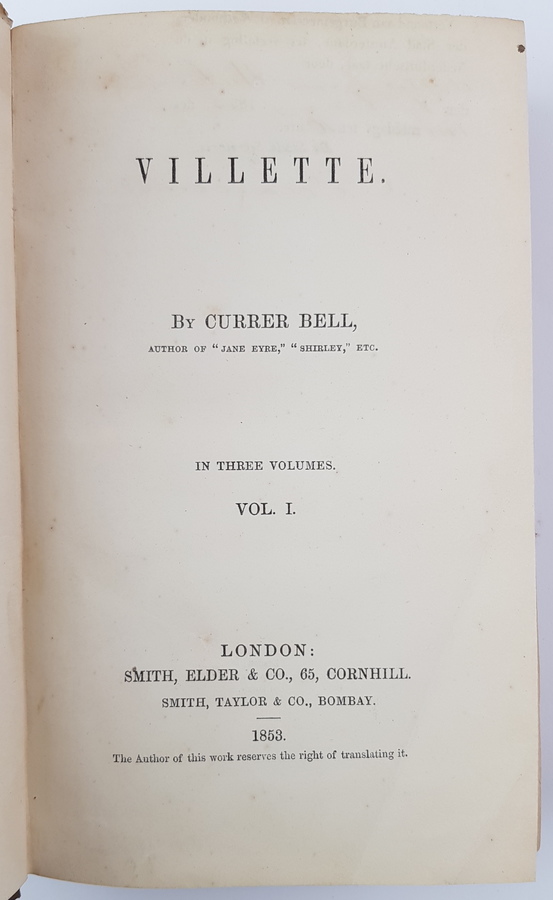 VILLETTE.
By CURRER BELL,
AUTHOR OF "JANE EYRE," "SHIRLEY," ETC.
IN THREE VOLUMES.
VOL. I.
LONDON:
SMITH, ELDER & CO., 65, CORNHILL.
SMITH, TAYLOR & CO., BOMBAY.
1853.
The Author of this work reserves the right of translating it.